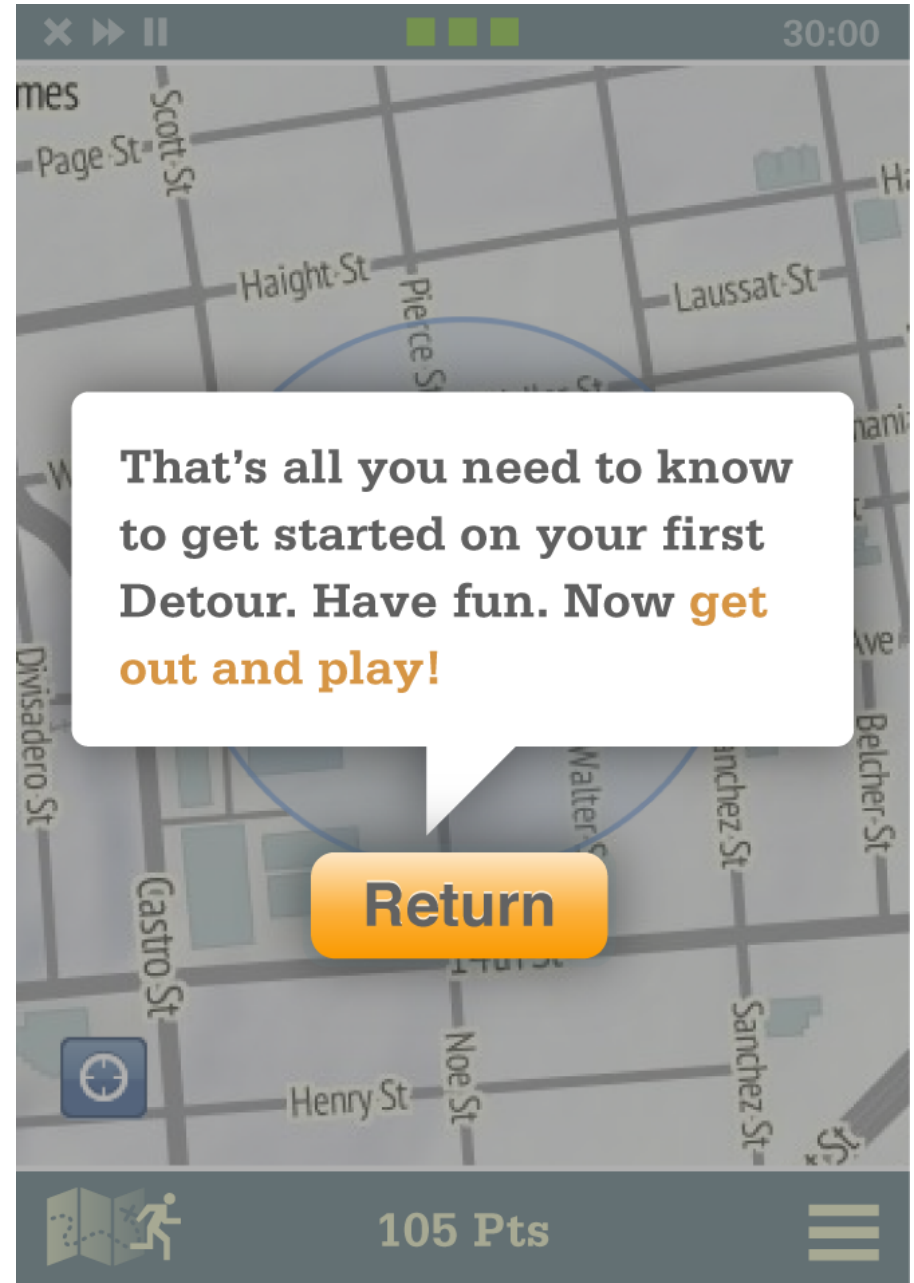 30:00
mes
Scott St
Page St
Haight St
Pierce St
Laussat St
That's all you need to know
to get started on your first
Detour. Have fun. Now get
out and play!
Ave
Divisadero St
Belcher St
Walter
Return
Castro St
Noe St
Sanchez St
Henry St
St
105 Pts